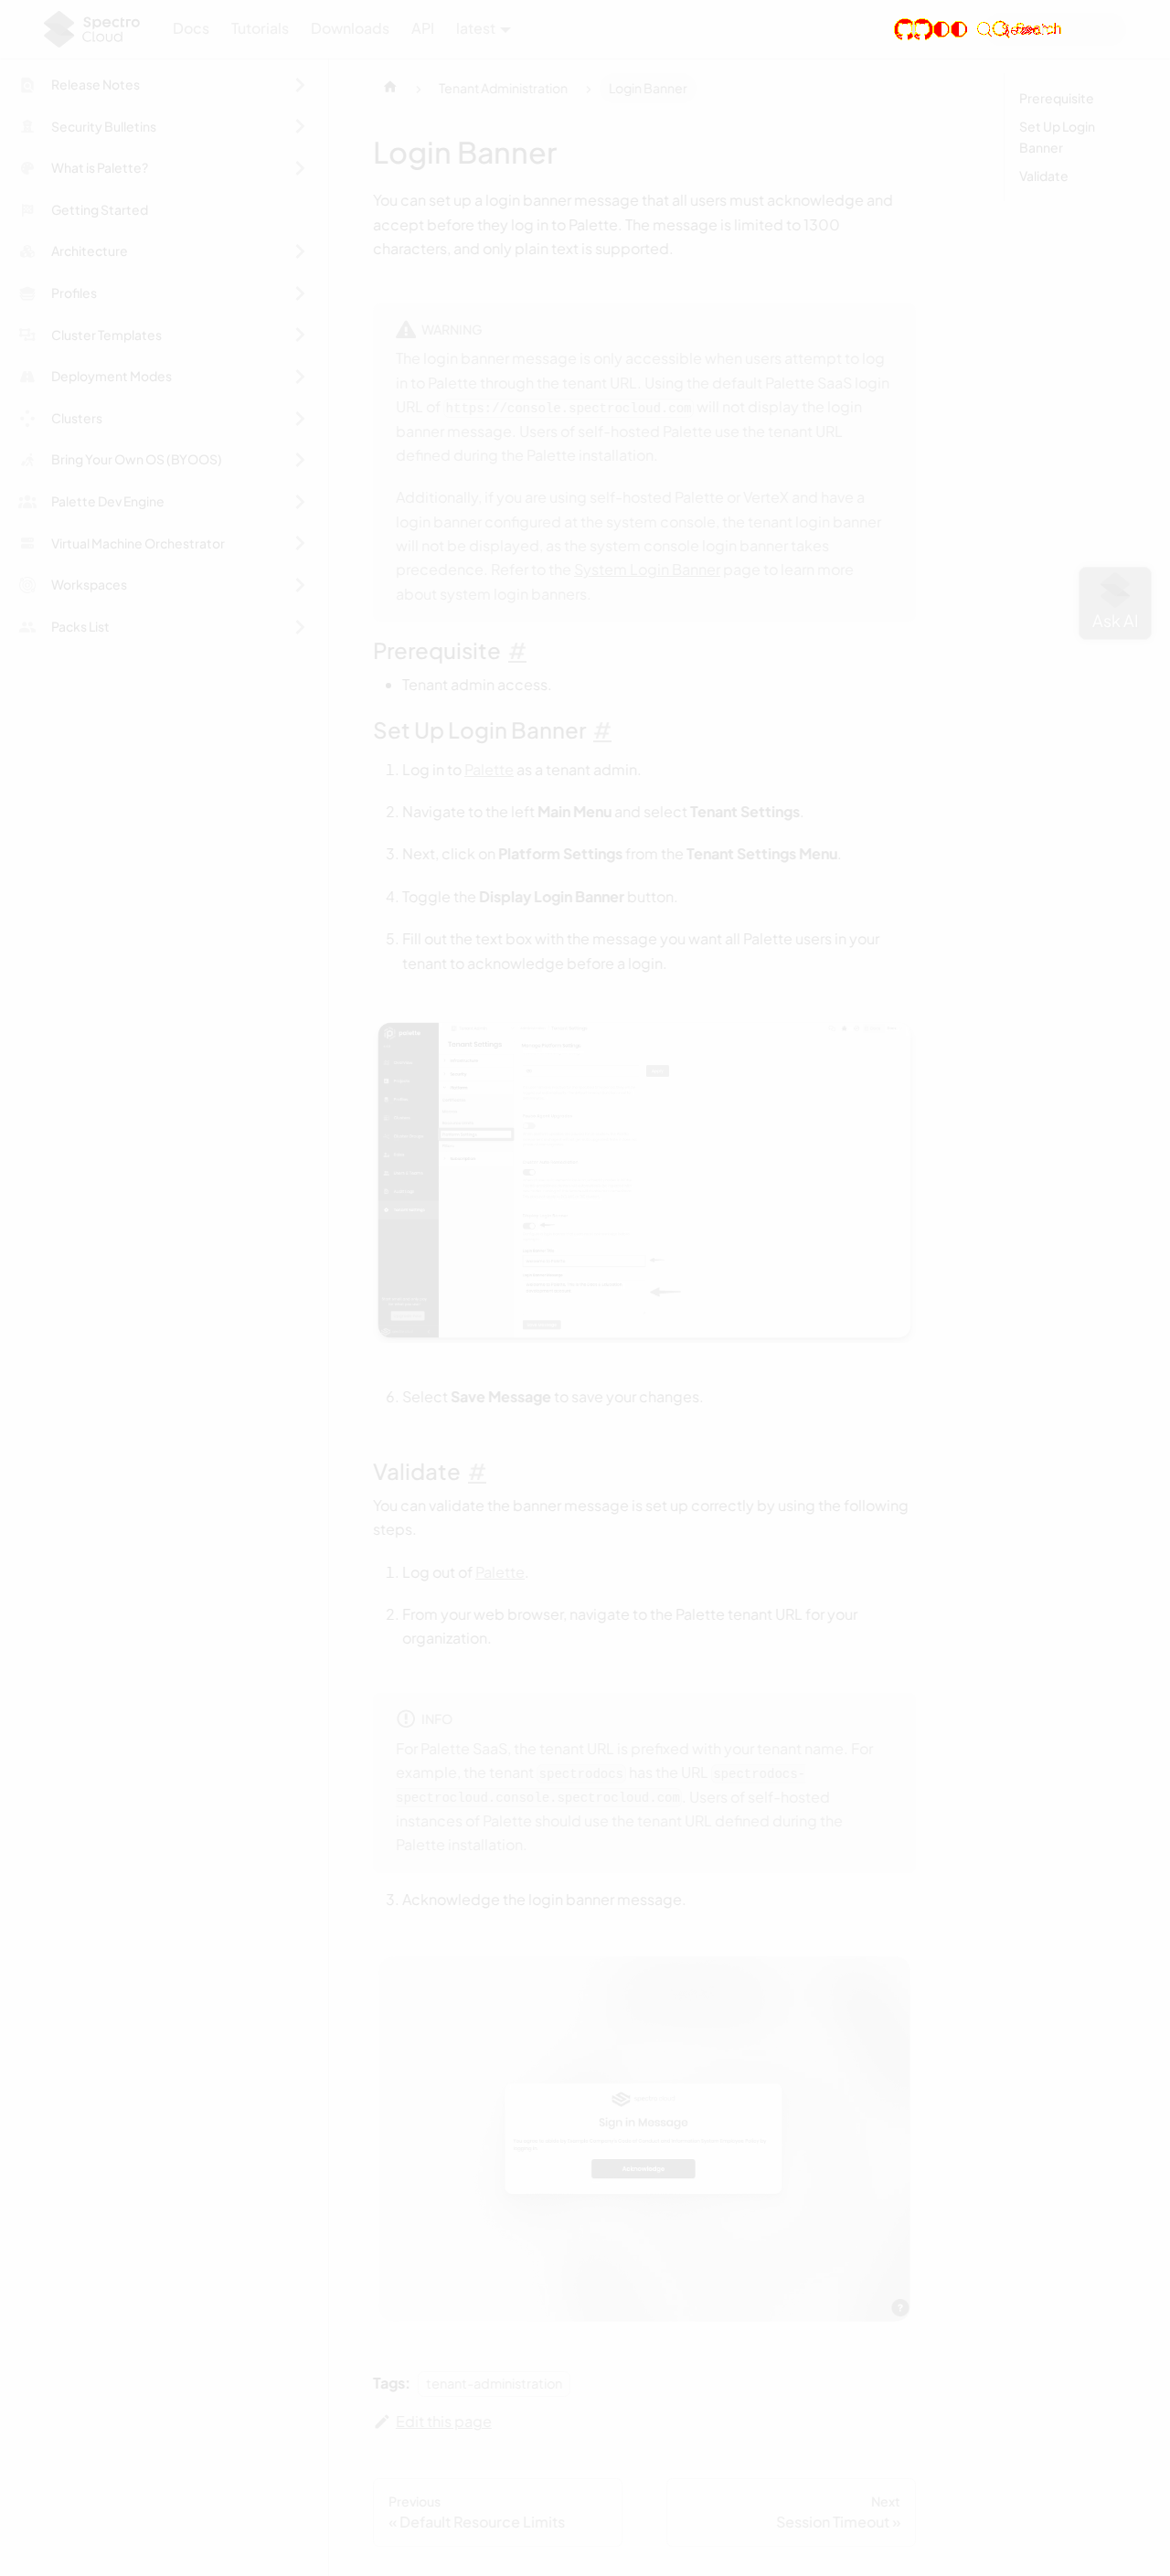 Spectro
Cloud
Docs
Tutorials
Downloads
API
latest
Release Notes
Security Bulletins
What is Palette?
Getting Started
Architecture
Profiles
Cluster Templates
Deployment Modes
Clusters
Bring Your Own OS (BYOOS)
Palette Dev Engine
Virtual Machine Orchestrator
Workspaces
Packs List
Tenant Administration
Login Banner
Login Banner
You can set up a login banner message that all users must acknowledge and
accept before they log in to Palette. The message is limited to 1300
characters, and only plain text is supported.
WARNING
The login banner message is only accessible when users attempt to log
in to Palette through the tenant URL. Using the default Palette SaaS login
URL of https://console.spectrocloud.com will not display the login
banner message. Users of self-hosted Palette use the tenant URL
defined during the Palette installation.
Additionally, if you are using self-hosted Palette or VerteX and have a
login banner configured at the system console, the tenant login banner
will not be displayed, as the system console login banner takes
precedence. Refer to the System Login Banner page to learn more
about system login banners.
Prerequisite #
• Tenant admin access.
Set Up Login Banner #
1. Log in to Palette as a tenant admin.
2. Navigate to the left Main Menu and select Tenant Settings.
3. Next, click on Platform Settings from the Tenant Settings Menu.
4. Toggle the Display Login Banner button.
5. Fill out the text box with the message you want all Palette users in your
tenant to acknowledge before a login.
Tenant Settings
6. Select Save Message to save your changes.
Validate #
You can validate the banner message is set up correctly by using the following
steps.
1. Log out of Palette.
2. From your web browser, navigate to the Palette tenant URL for your
organization.
INFO
For Palette SaaS, the tenant URL is prefixed with your tenant name. For
example, the tenant spectrodocs has the URL spectrodocs-
spectrocloud.console.spectrocloud.com. Users of self-hosted
instances of Palette should use the tenant URL defined during the
Palette installation.
3. Acknowledge the login banner message.
Sign in Message
Acknowledge
Tags:
tenant-administration
Edit this page
Previous
« Default Resource Limits
Next
Session Timeout »
Prerequisite
Set Up Login
Banner
Validate
Ask AI